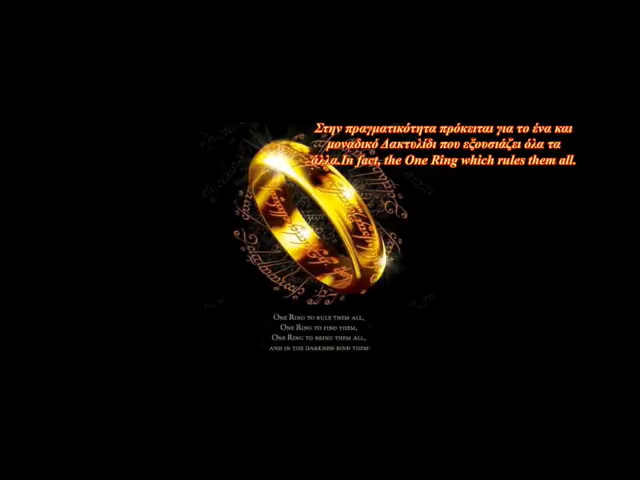 Στην πραγματικότητα πρόκειται για το ένα και
μοναδικό Δακτυλίδι που εξουσιάζει όλα τα
άλλα.In fact, the One Ring which rules them all.
One Ring to rule them all,
One Ring to find them,
One Ring to bring them all,
and in the darkness bind them